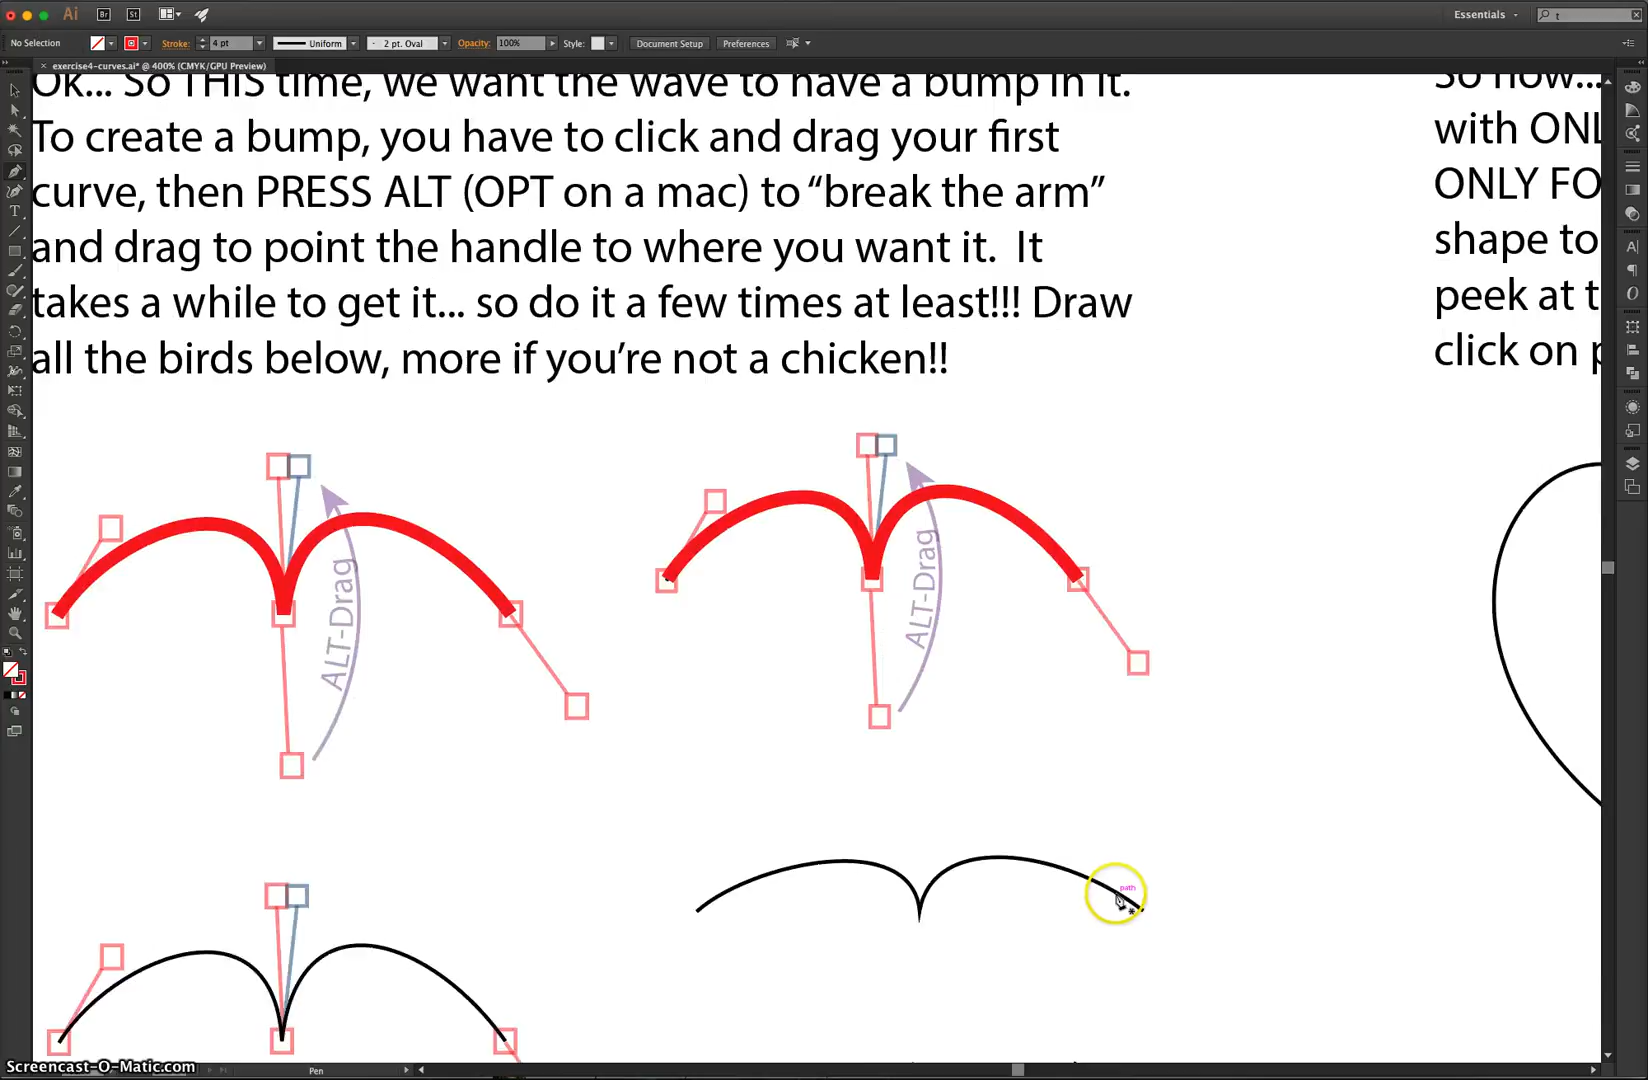 Ai Br St Essentials t
No Selection Stroke: 4 pt Uniform 2 pt. Oval Opacity: 100% Style: Document Setup Preferences
× exercise4-curves.ai* @ 400% (CMYK/GPU Preview)
Ok... So THIS time, we want the wave to have a bump in it.
To create a bump, you have to click and drag your first
curve, then PRESS ALT (OPT on a mac) to “break the arm”
and drag to point the handle to where you want it. It
takes a while to get it... so do it a few times at least!!! Draw
all the birds below, more if you’re not a chicken!!
So now...
with ONL
ONLY FO
shape to
peek at t
click on p
ALT-Drag
ALT-Drag
path
Screencast-O-Matic.com
Pen